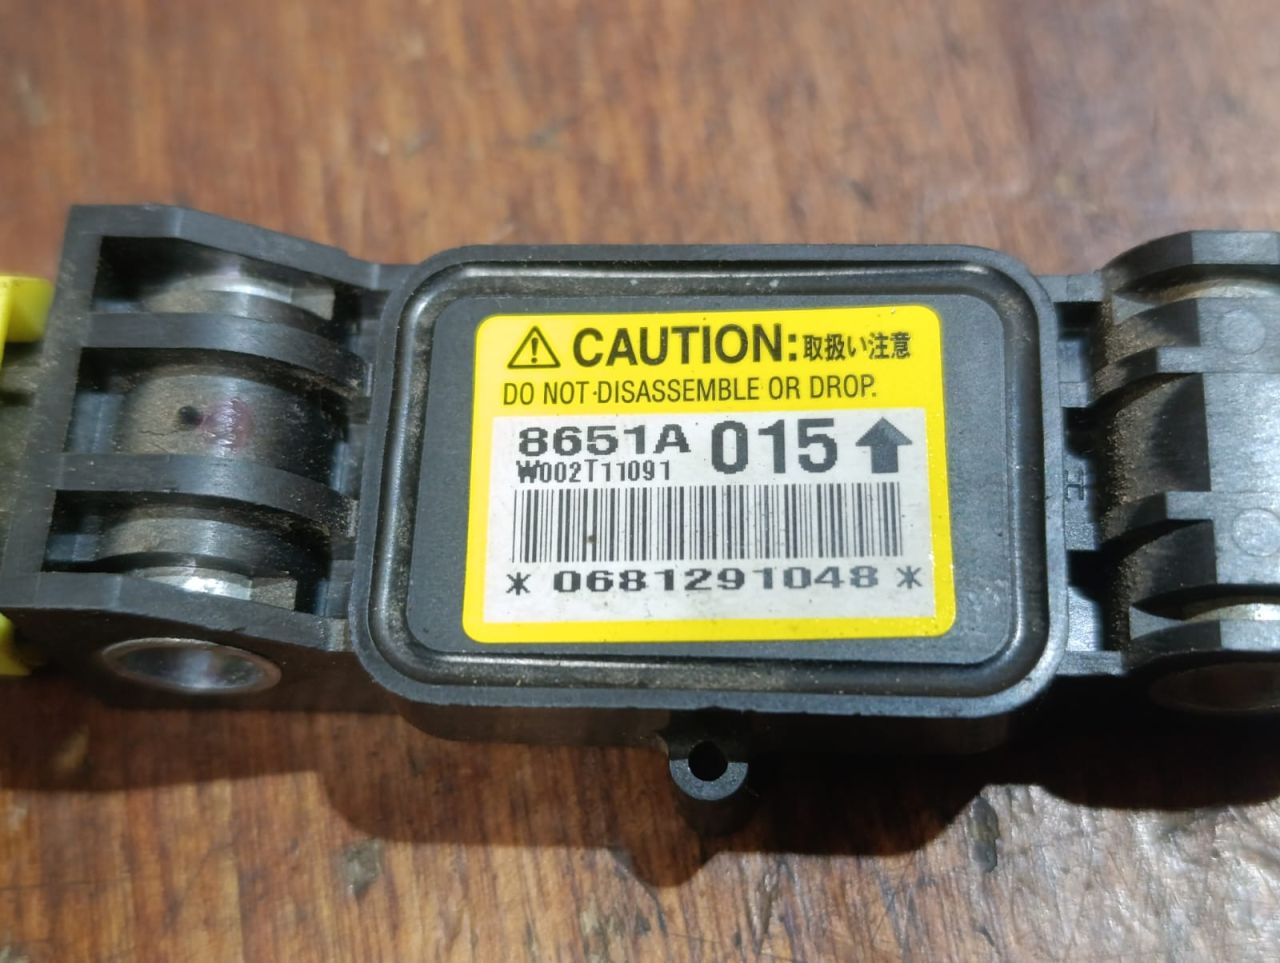 CAUTION:取扱い注意
DO NOT DISASSEMBLE OR DROP.
8651A 015
W002T11091
* 0681291048 *